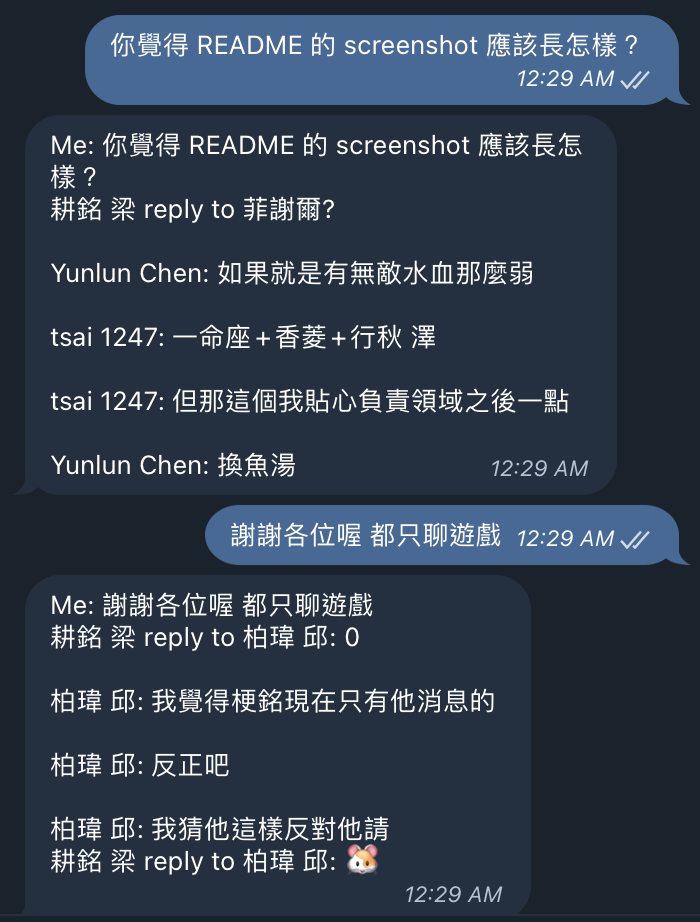 你覺得 README 的 screenshot 應該長怎樣？
12:29 AM
Me: 你覺得 README 的 screenshot 應該長怎
樣？
耕銘 梁 reply to 菲謝爾?
Yunlun Chen: 如果就是有無敵水血那麼弱
tsai 1247: 一命座+香菱+行秋 澤
tsai 1247: 但那這個我貼心負責領域之後一點
Yunlun Chen: 換魚湯
12:29 AM
謝謝各位喔 都只聊遊戲 12:29 AM
Me: 謝謝各位喔 都只聊遊戲
耕銘 梁 reply to 柏瑋 邱: 0
柏瑋 邱: 我覺得梗銘現在只有他消息的
柏瑋 邱: 反正吧
柏瑋 邱: 我猜他這樣反對他請
耕銘 梁 reply to 柏瑋 邱: 🐹
12:29 AM